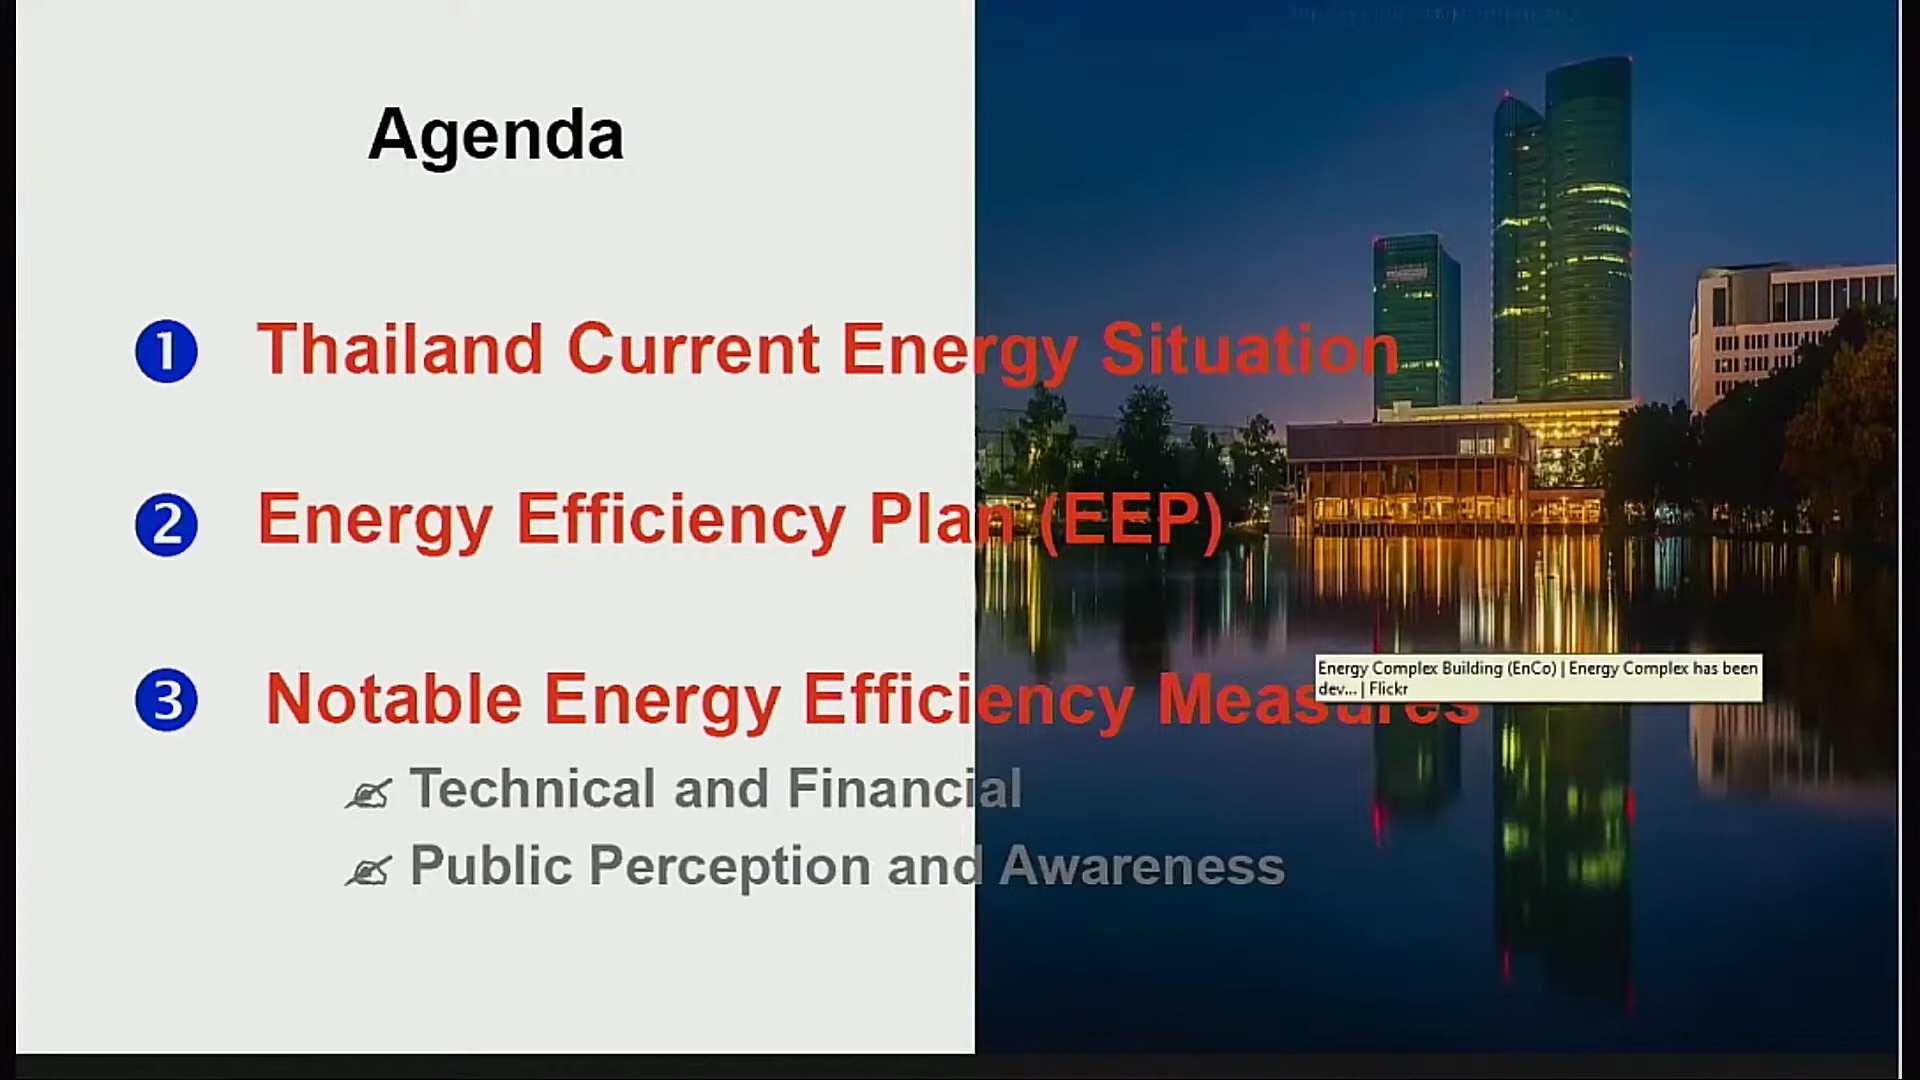 Agenda
1 Thailand Current Energy Situation
2 Energy Efficiency Plan (EEP)
3 Notable Energy Efficiency Measures
Technical and Financial
Public Perception and Awareness
Energy Complex Building (EnCo) | Energy Complex has been
dev... | Flickr